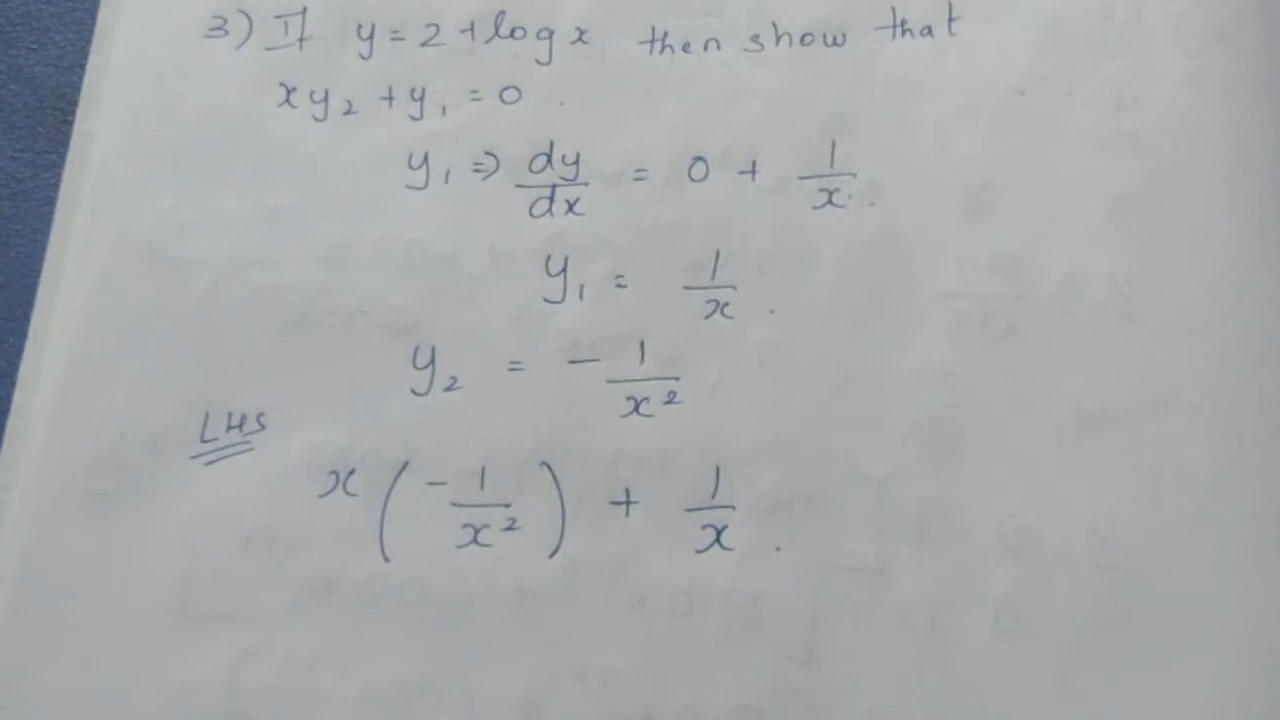 3) If y = 2 + log x then show that
xy₂ + y₁ = 0.
y₁ ⇒ dy/dx = 0 + 1/x.
y₁ = 1/x.
y₂ = - 1/x²
LHS
x(-1/x²) + 1/x.